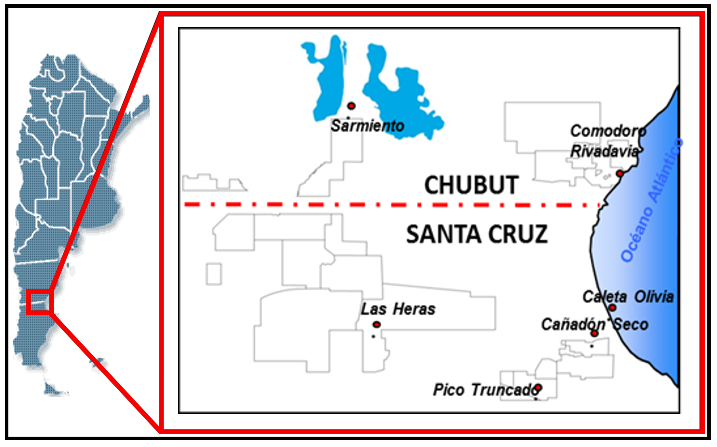 Sarmiento
Comodoro
Rivadavia
CHUBUT
SANTA CRUZ
Océano Atlántico
Las Heras
Caleta Olivia
Cañadón Seco
Pico Truncado